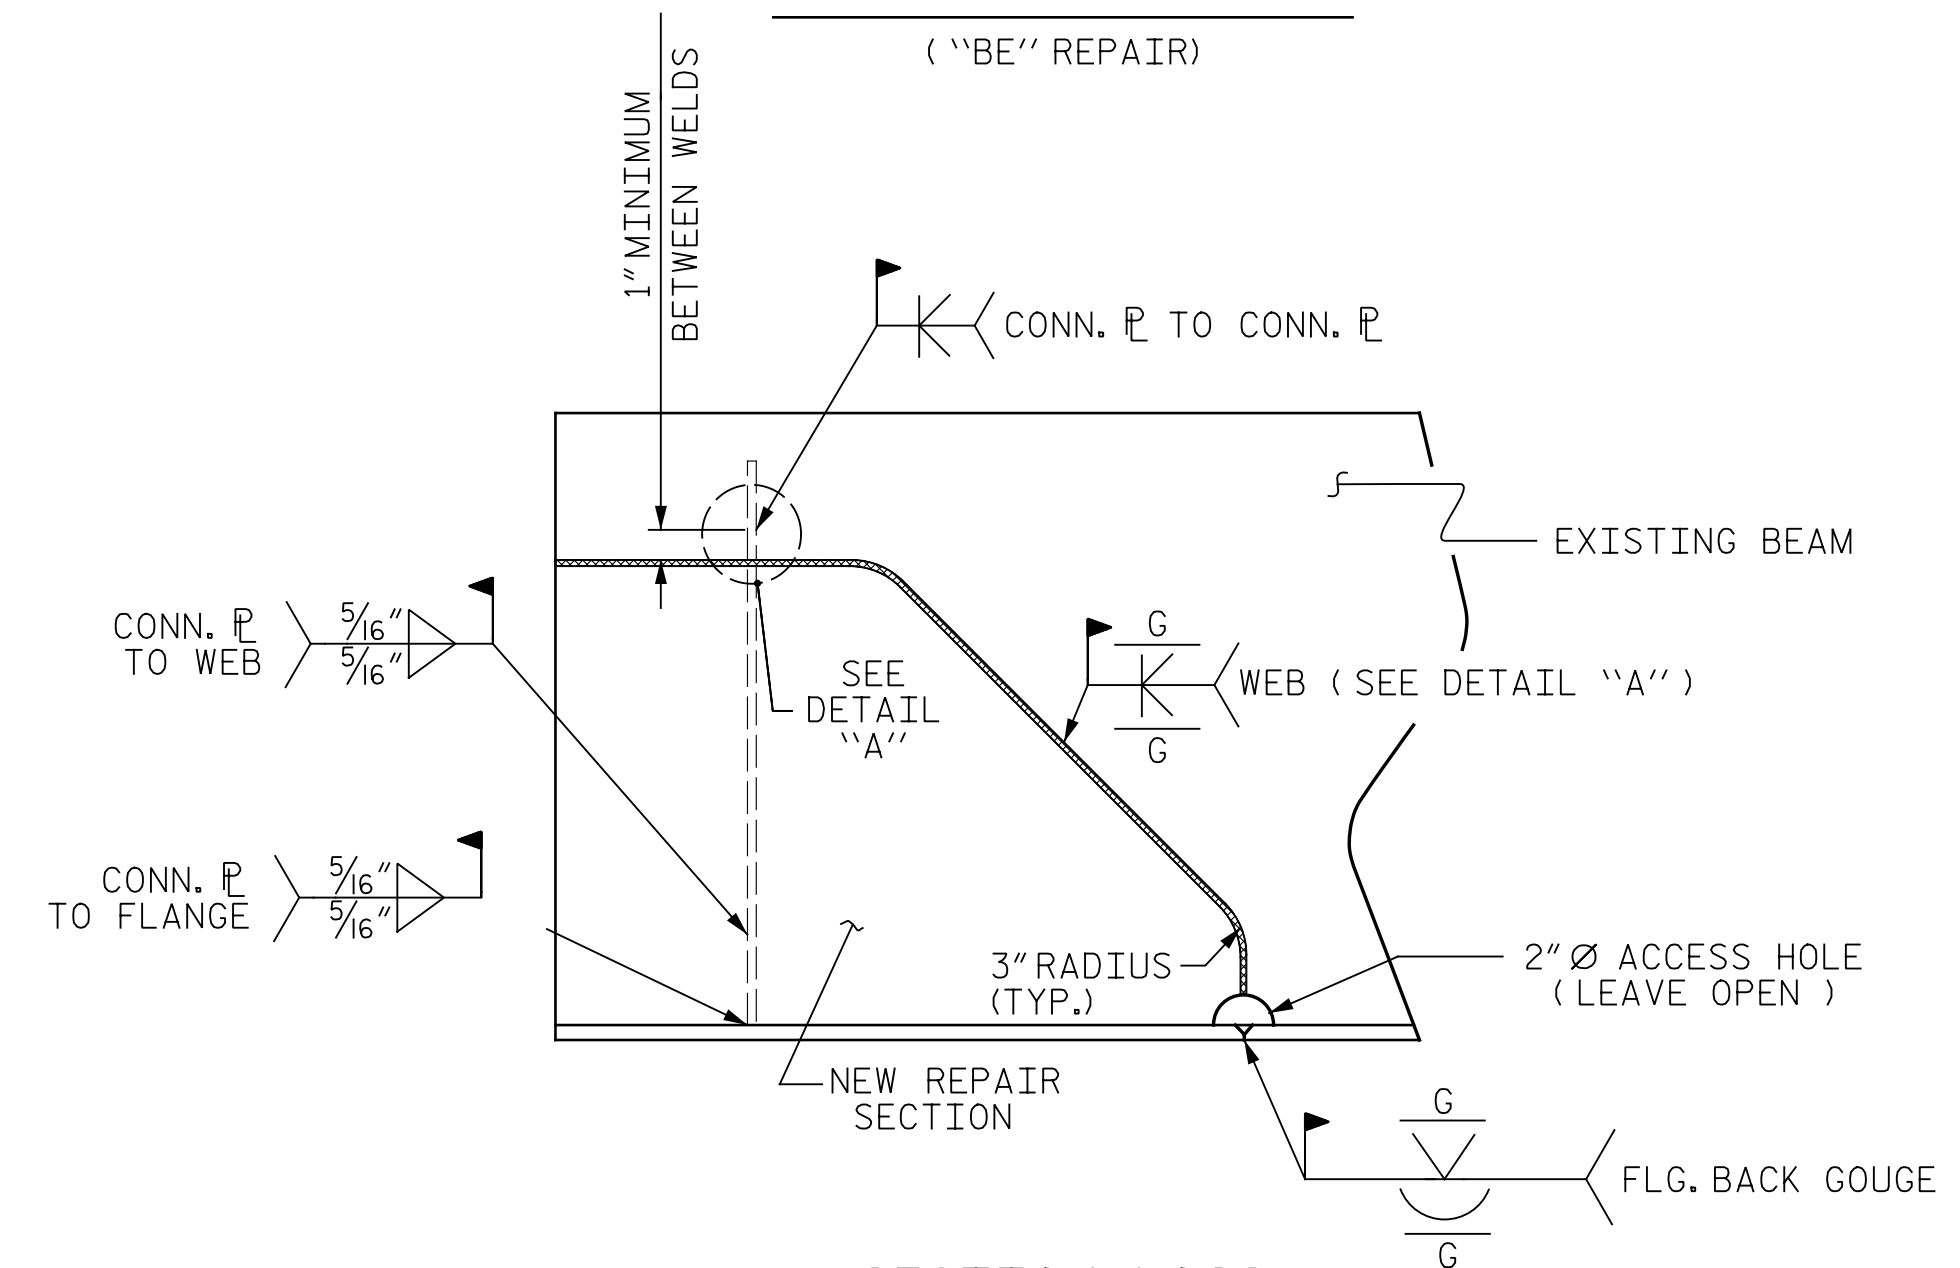 ( "BE" REPAIR)
1" MINIMUM
BETWEEN WELDS
CONN. PL TO CONN. PL
EXISTING BEAM
CONN. PL
TO WEB
5/16"
5/16"
SEE
DETAIL
"A"
G
WEB ( SEE DETAIL "A" )
G
CONN. PL
TO FLANGE
5/16"
5/16"
3" RADIUS
(TYP.)
2" Ø ACCESS HOLE
( LEAVE OPEN )
NEW REPAIR
SECTION
G
FLG. BACK GOUGE
G